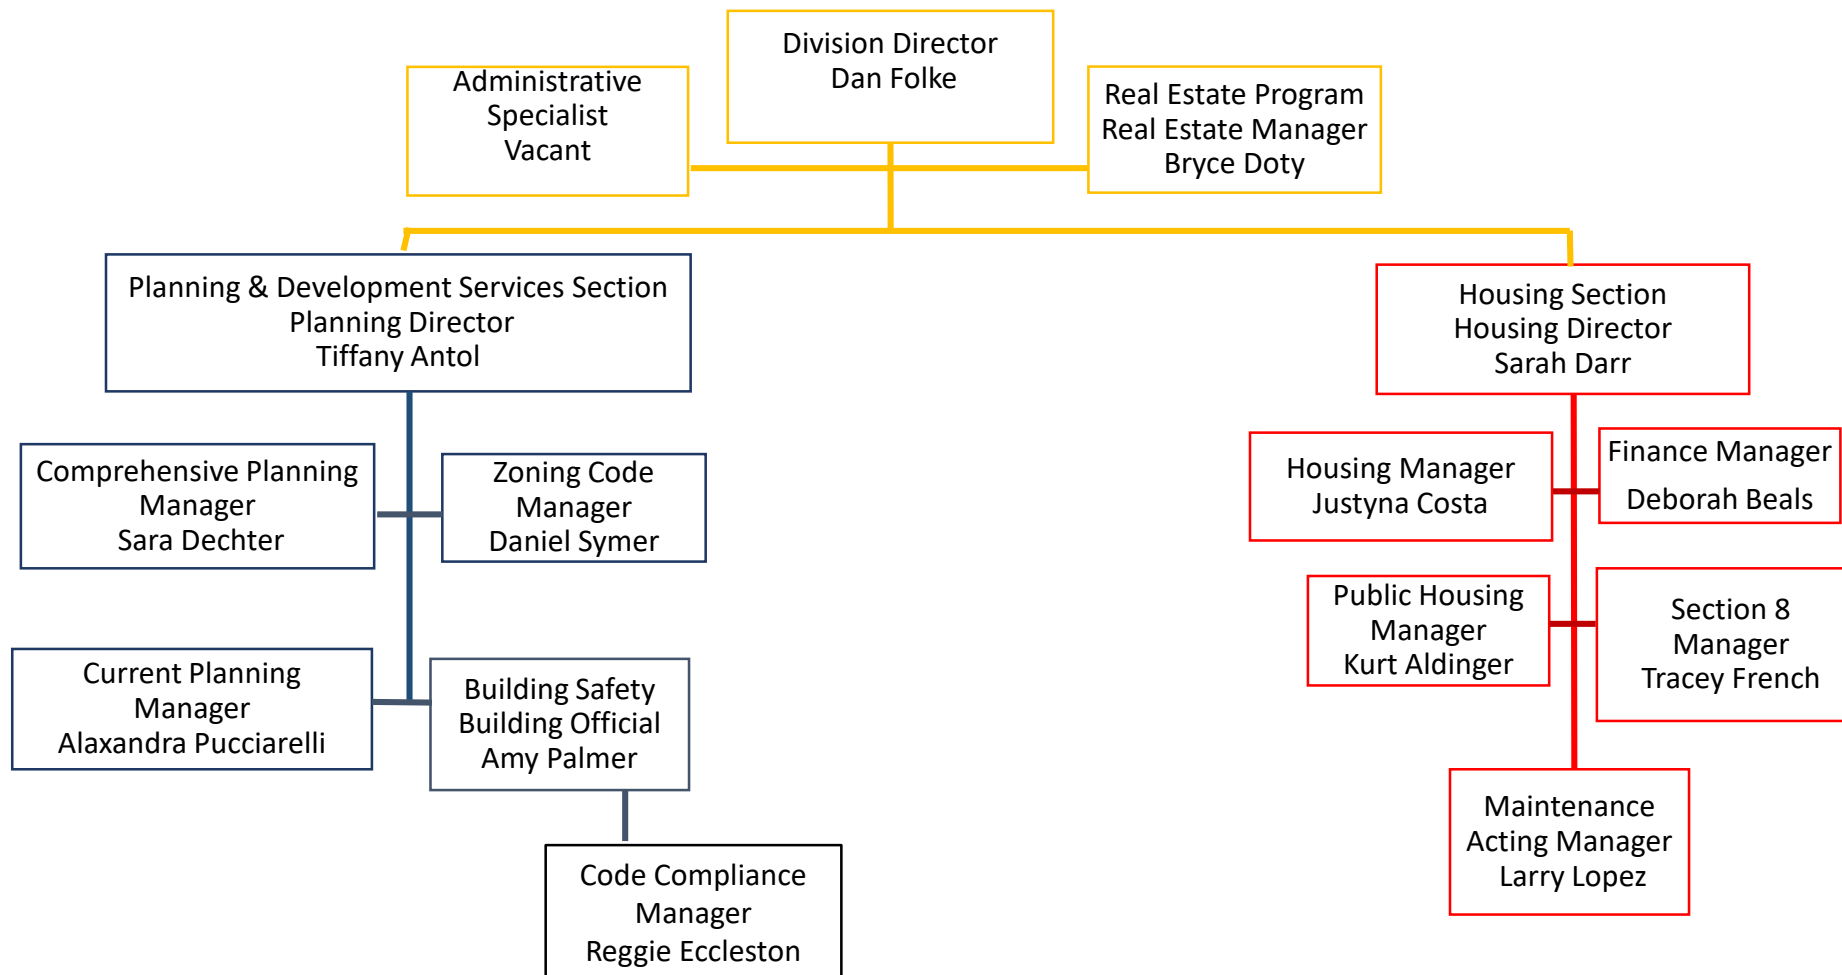 Division Director
Dan Folke
Administrative
Specialist
Vacant
Real Estate Program
Real Estate Manager
Bryce Doty
Planning & Development Services Section
Planning Director
Tiffany Antol
Housing Section
Housing Director
Sarah Darr
Comprehensive Planning
Manager
Sara Dechter
Zoning Code
Manager
Daniel Symer
Housing Manager
Justyna Costa
Finance Manager
Deborah Beals
Current Planning
Manager
Alaxandra Pucciarelli
Building Safety
Building Official
Amy Palmer
Public Housing
Manager
Kurt Aldinger
Section 8
Manager
Tracey French
Code Compliance
Manager
Reggie Eccleston
Maintenance
Acting Manager
Larry Lopez